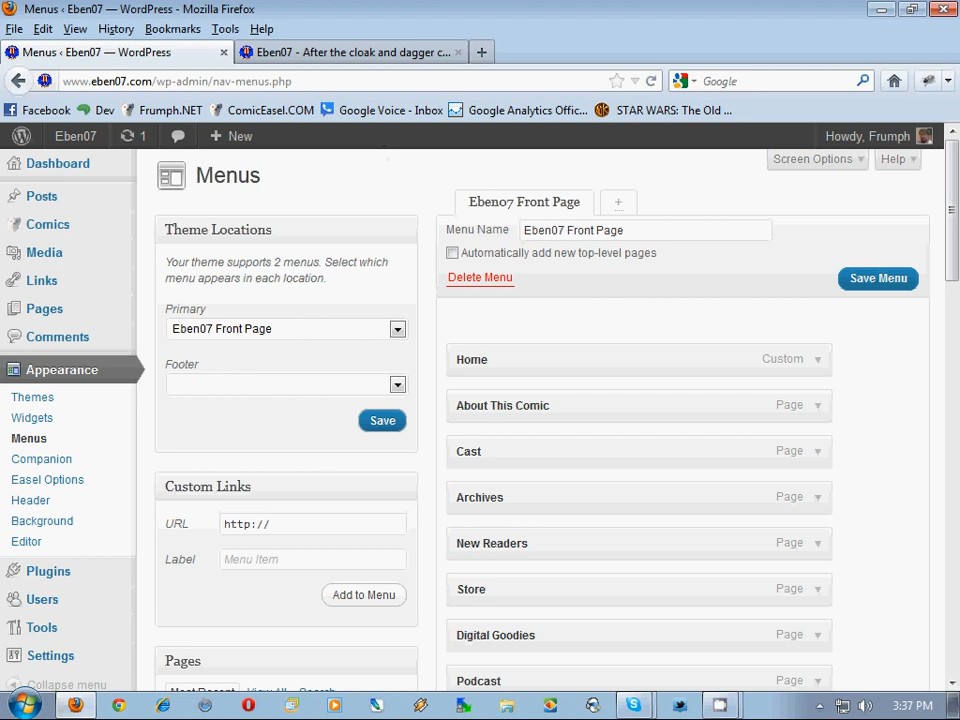 Menus ‹ Eben07 — WordPress - Mozilla Firefox
File Edit View History Bookmarks Tools Help
Menus ‹ Eben07 — WordPress × Eben07 - After the cloak and dagger c... × +
www.eben07.com/wp-admin/nav-menus.php Google
Facebook Dev Frumph.NET ComicEasel.COM Google Voice - Inbox Google Analytics Offic... STAR WARS: The Old ...
Eben07 1 + New Howdy, Frumph
Screen Options Help
Dashboard
Posts
Comics
Media
Links
Pages
Comments
Appearance
Themes
Widgets
Menus
Companion
Easel Options
Header
Background
Editor
Plugins
Users
Tools
Settings
Collapse menu
Menus
Theme Locations
Your theme supports 2 menus. Select which
menu appears in each location.
Primary
Eben07 Front Page
Footer
Save
Custom Links
URL http://
Label Menu Item
Add to Menu
Pages
Most Recent View All Search
Eben07 Front Page +
Menu Name Eben07 Front Page
Automatically add new top-level pages
Delete Menu Save Menu
Home Custom
About This Comic Page
Cast Page
Archives Page
New Readers Page
Store Page
Digital Goodies Page
Podcast Page
3:37 PM